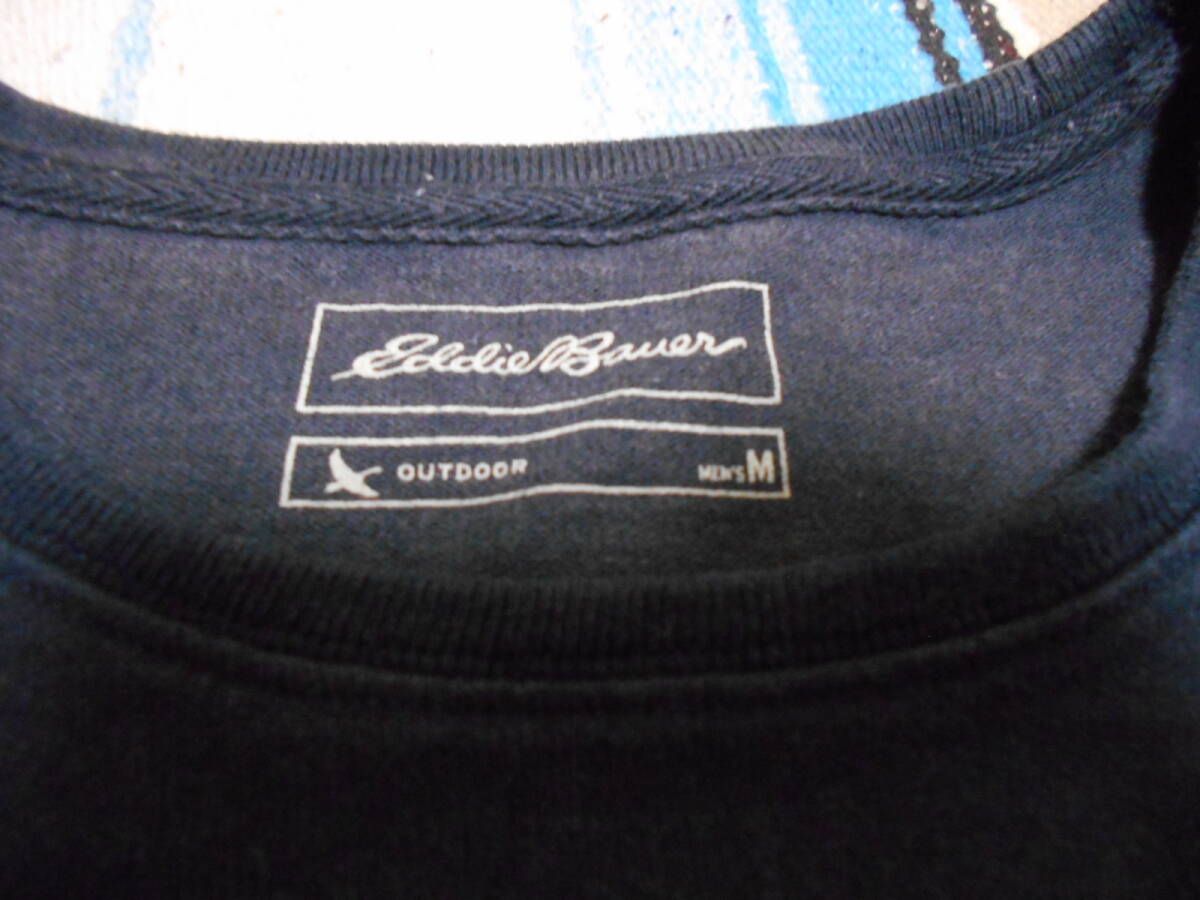 Eddie Bauer
OUTDOOR MEN'S M